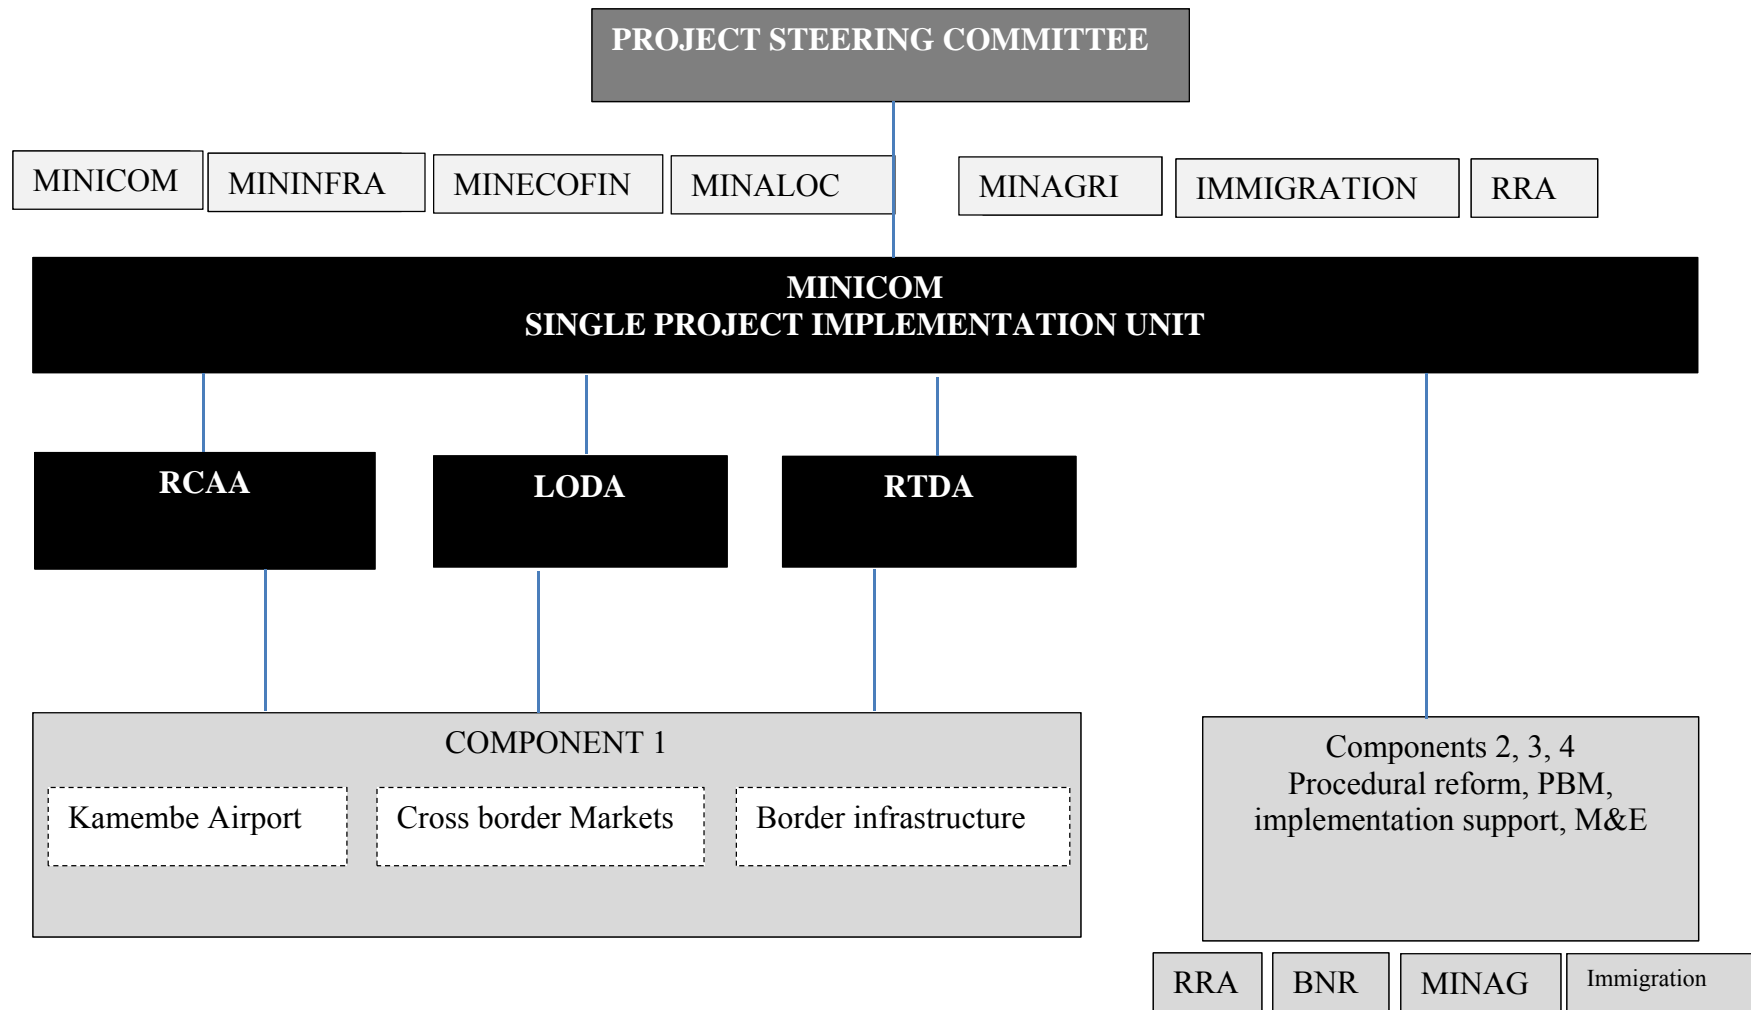 PROJECT STEERING COMMITTEE
MINICOM
MININFRA
MINECOFIN
MINALOC
MINAGRI
IMMIGRATION
RRA
MINICOM
SINGLE PROJECT IMPLEMENTATION UNIT
RCAA
LODA
RTDA
COMPONENT 1
Kamembe Airport
Cross border Markets
Border infrastructure
Components 2, 3, 4
Procedural reform, PBM,
implementation support, M&E
RRA
BNR
MINAG
Immigration